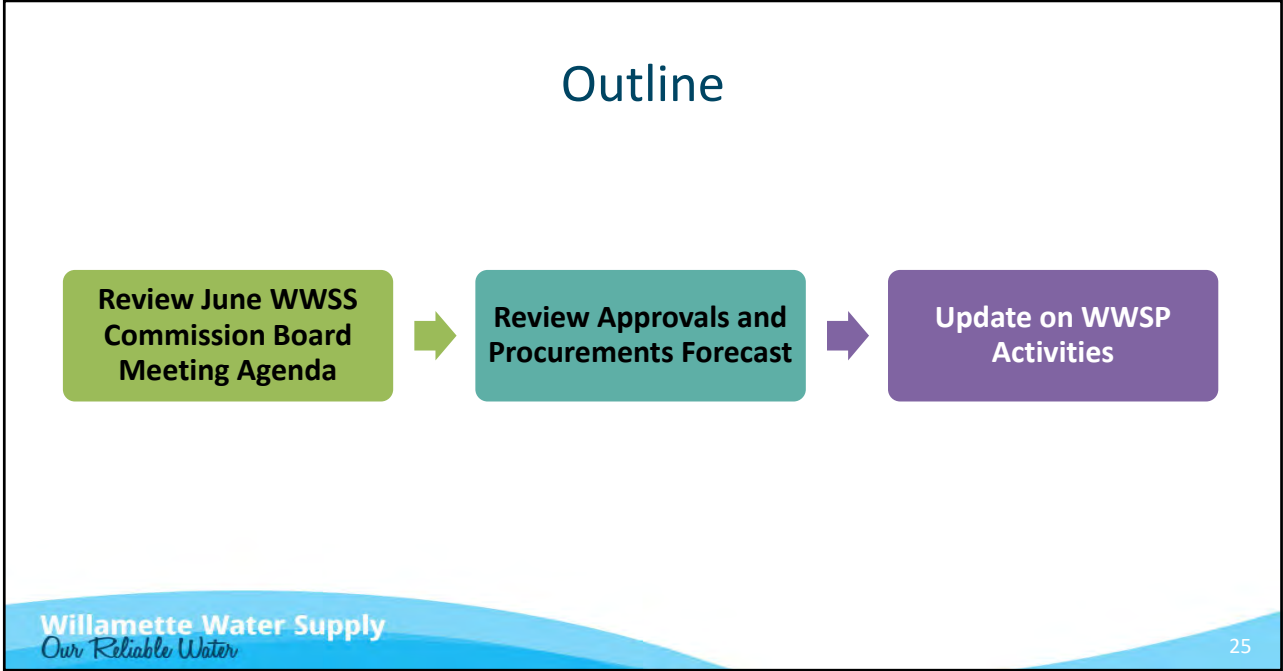 Outline
Review June WWSS
Commission Board
Meeting Agenda
Review Approvals and
Procurements Forecast
Update on WWSP
Activities
Willamette Water Supply
Our Reliable Water
25